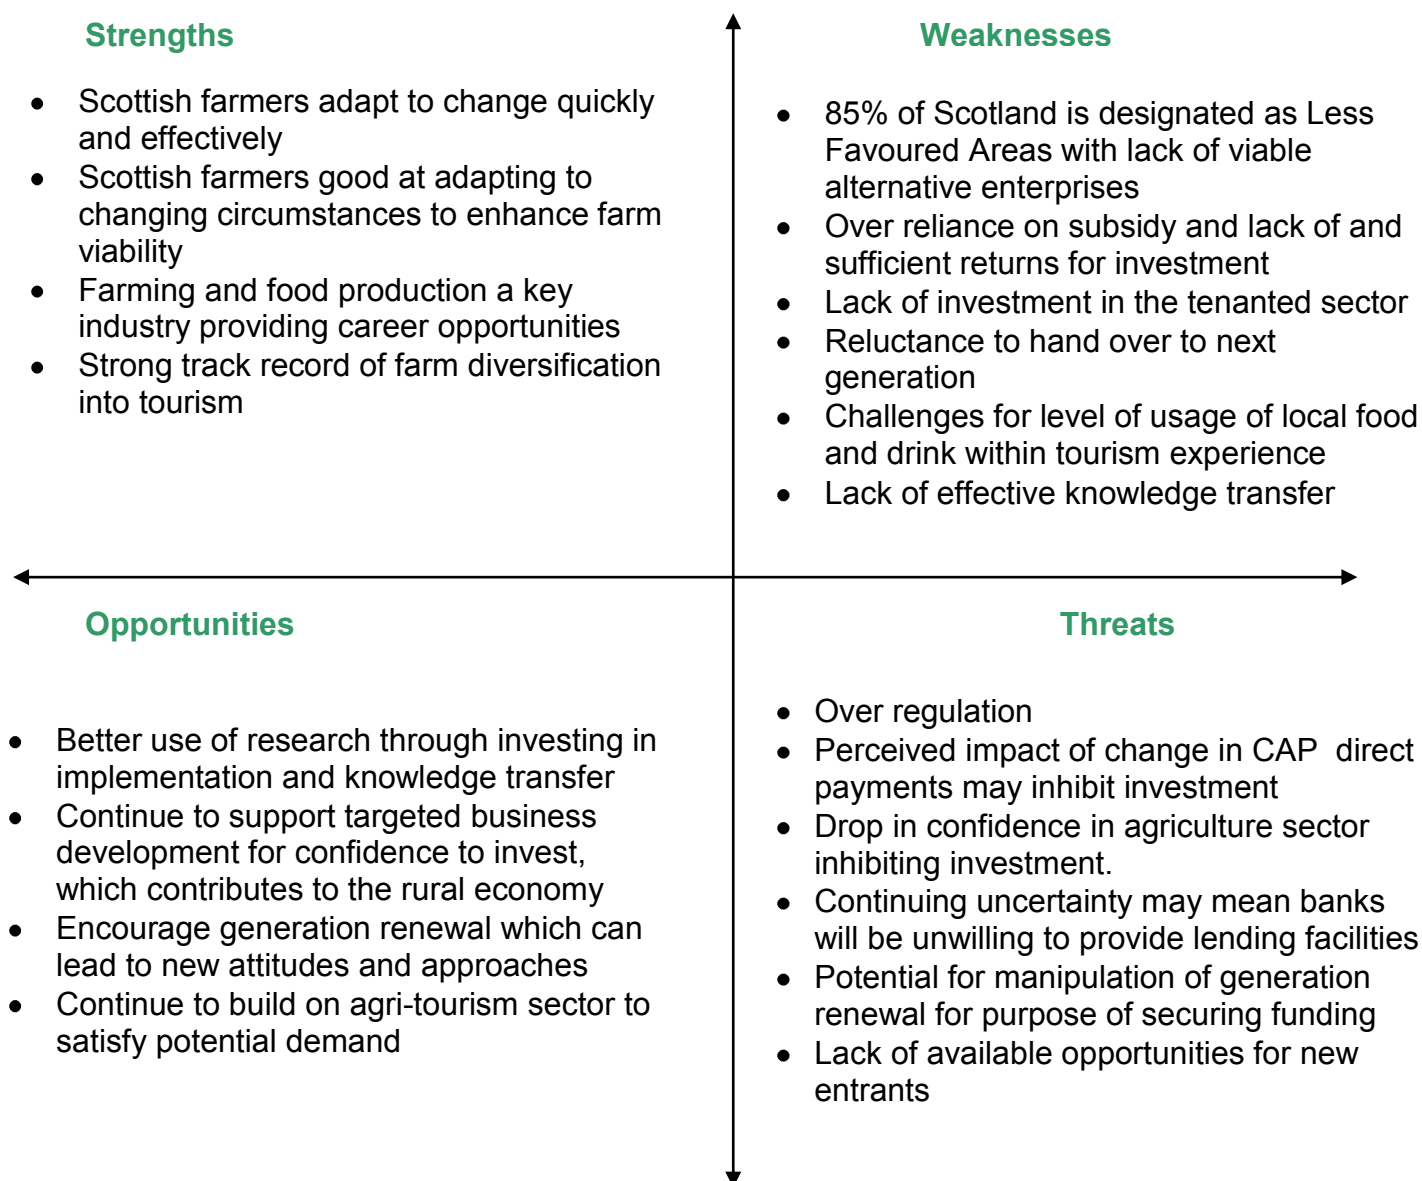 Strengths
• Scottish farmers adapt to change quickly
and effectively
• Scottish farmers good at adapting to
changing circumstances to enhance farm
viability
• Farming and food production a key
industry providing career opportunities
• Strong track record of farm diversification
into tourism
Weaknesses
• 85% of Scotland is designated as Less
Favoured Areas with lack of viable
alternative enterprises
• Over reliance on subsidy and lack of and
sufficient returns for investment
• Lack of investment in the tenanted sector
• Reluctance to hand over to next
generation
• Challenges for level of usage of local food
and drink within tourism experience
• Lack of effective knowledge transfer
Opportunities
• Better use of research through investing in
implementation and knowledge transfer
• Continue to support targeted business
development for confidence to invest,
which contributes to the rural economy
• Encourage generation renewal which can
lead to new attitudes and approaches
• Continue to build on agri-tourism sector to
satisfy potential demand
Threats
• Over regulation
• Perceived impact of change in CAP  direct
payments may inhibit investment
• Drop in confidence in agriculture sector
inhibiting investment.
• Continuing uncertainty may mean banks
will be unwilling to provide lending facilities
• Potential for manipulation of generation
renewal for purpose of securing funding
• Lack of available opportunities for new
entrants